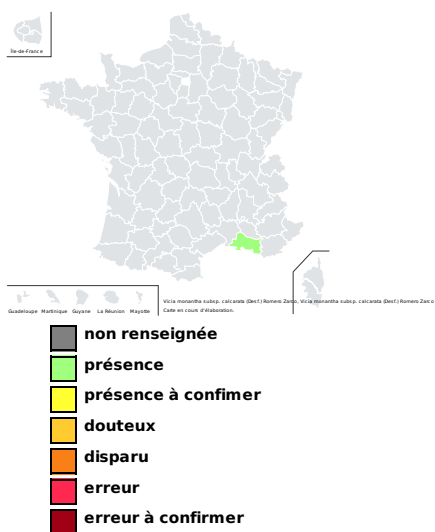 Île-de-France
Guadeloupe Martinique Guyane La Réunion Mayotte
Vicia monantha subsp. calcarata (Desf.) Romero Zarco, Vicia monantha subsp. calcarata (Desf.) Romero Zarco
Carte en cours d'élaboration.
non renseignée
présence
présence à confimer
douteux
disparu
erreur
erreur à confirmer